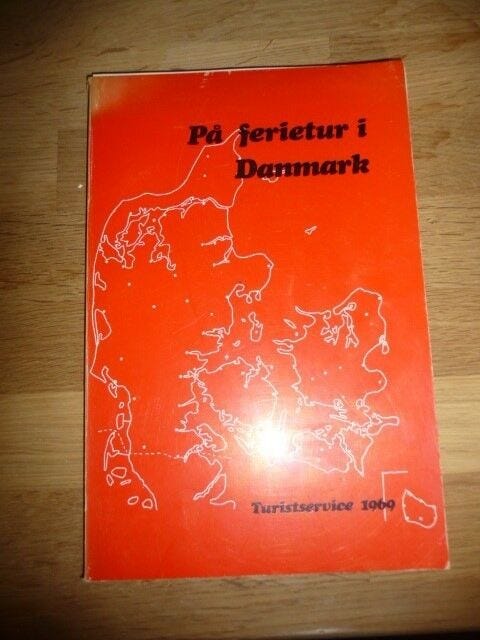 På ferietur i
Danmark
Turistservice 1969